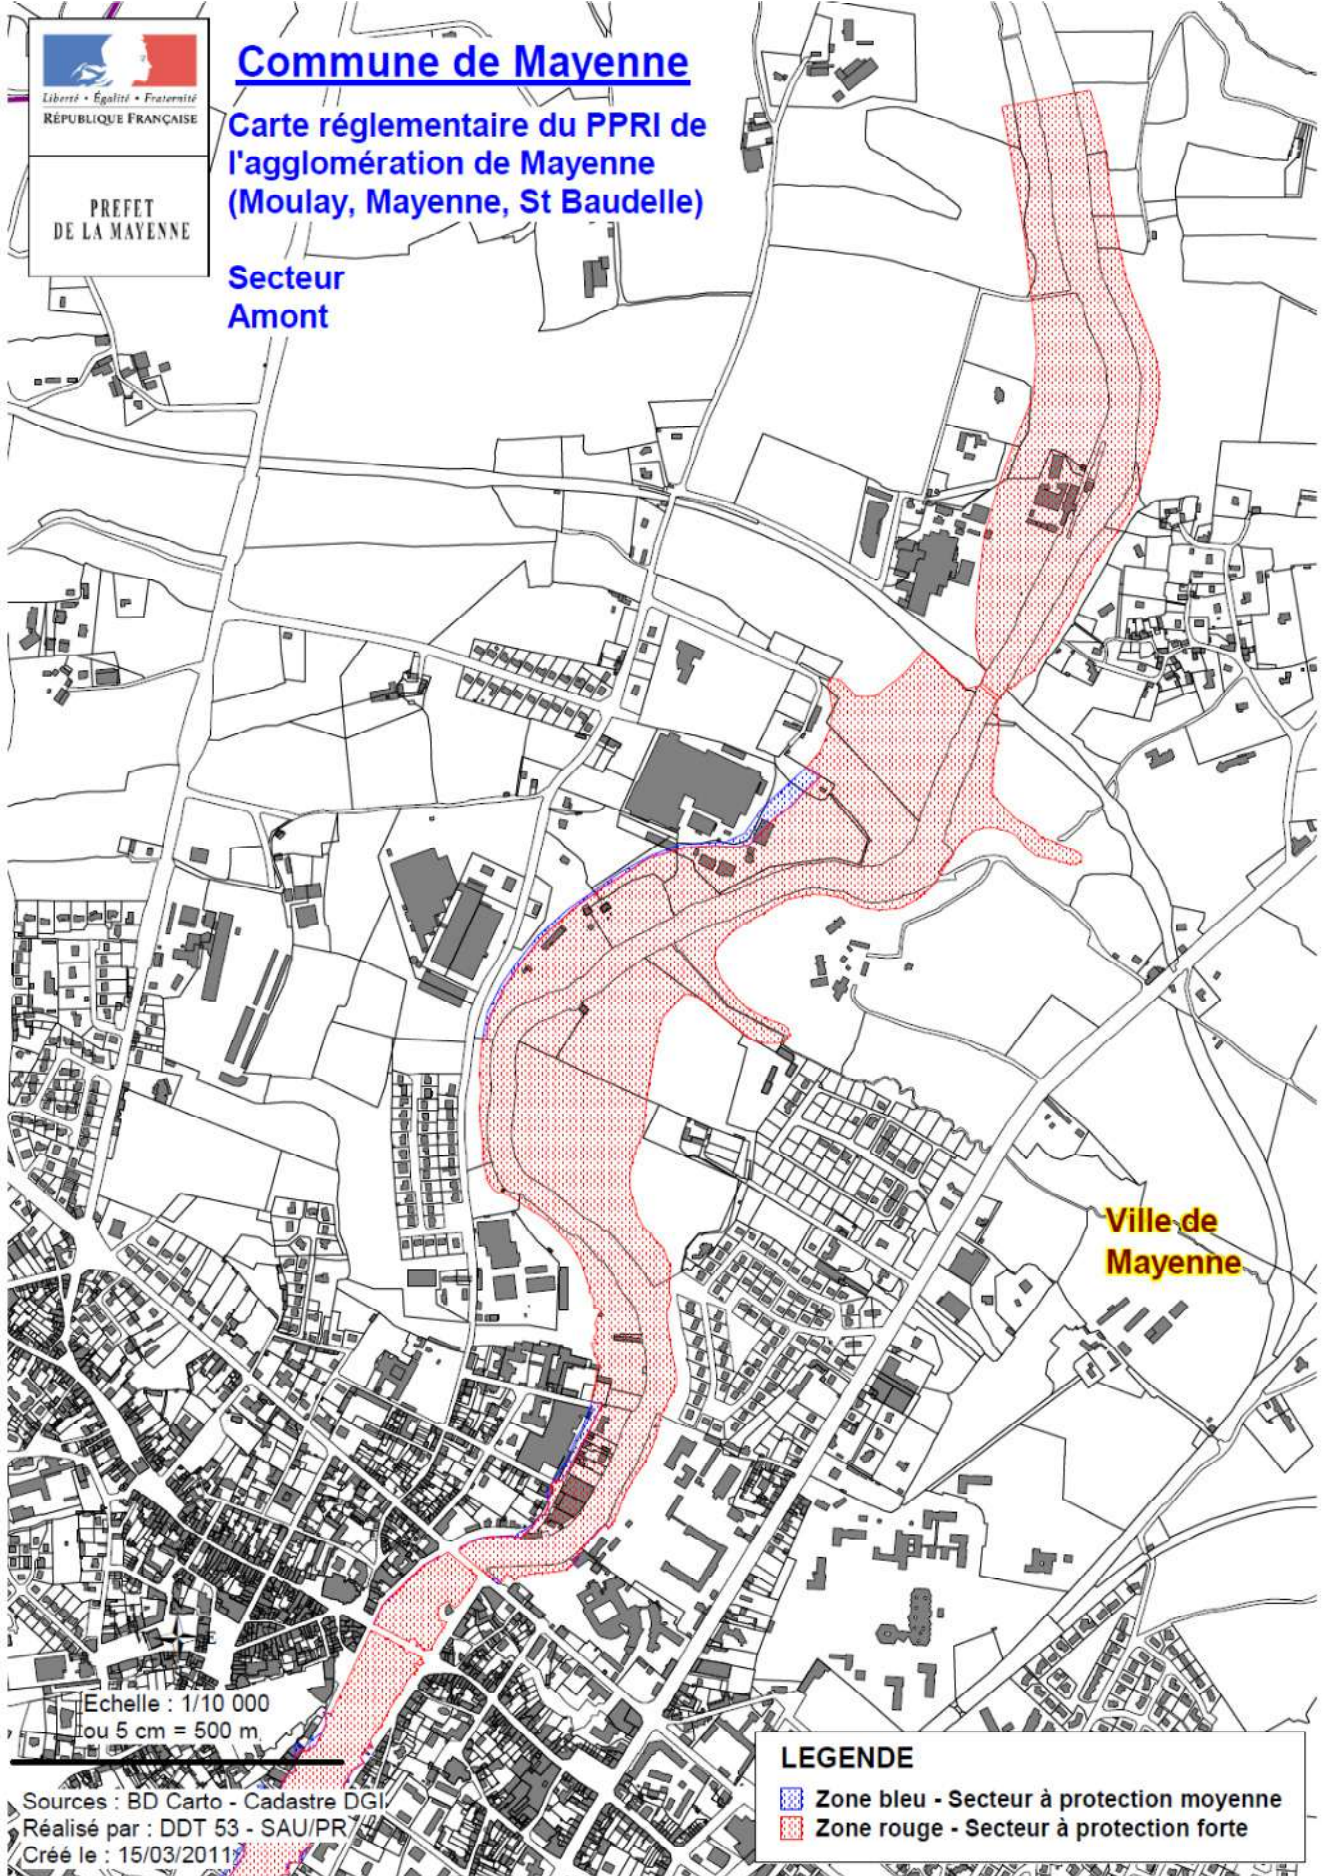 Liberté • Égalité • Fraternité
RÉPUBLIQUE FRANÇAISE
PREFET
DE LA MAYENNE
Commune de Mayenne
Carte réglementaire du PPRI de
l'agglomération de Mayenne
(Moulay, Mayenne, St Baudelle)
Secteur
Amont
Ville de
Mayenne
E
Echelle : 1/10 000
ou 5 cm = 500 m
Sources : BD Carto - Cadastre DGI
Réalisé par : DDT 53 - SAU/PR
Créé le : 15/03/2011
LEGENDE
Zone bleu - Secteur à protection moyenne
Zone rouge - Secteur à protection forte